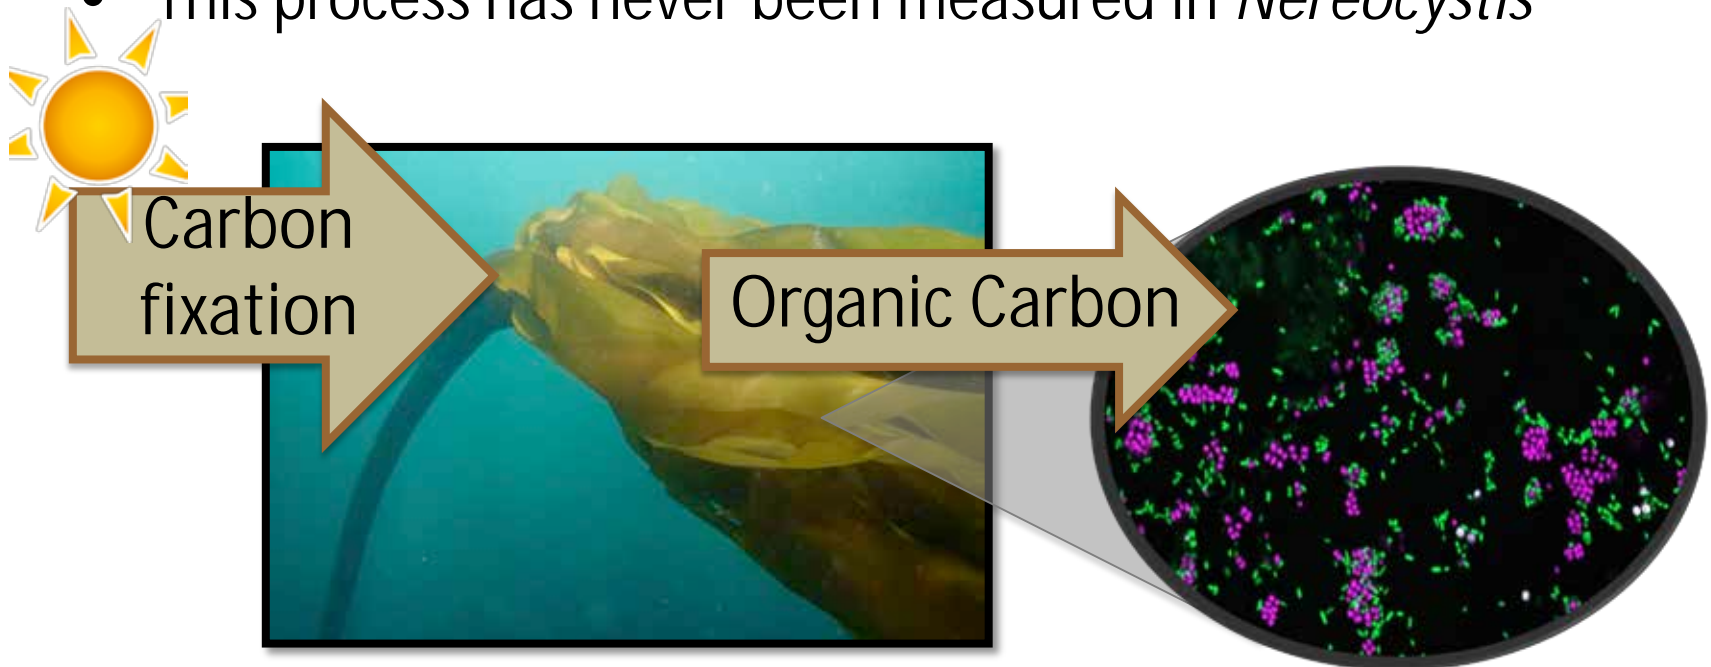 • This process has never been measured in Nereocystis
Carbon
fixation
Organic Carbon